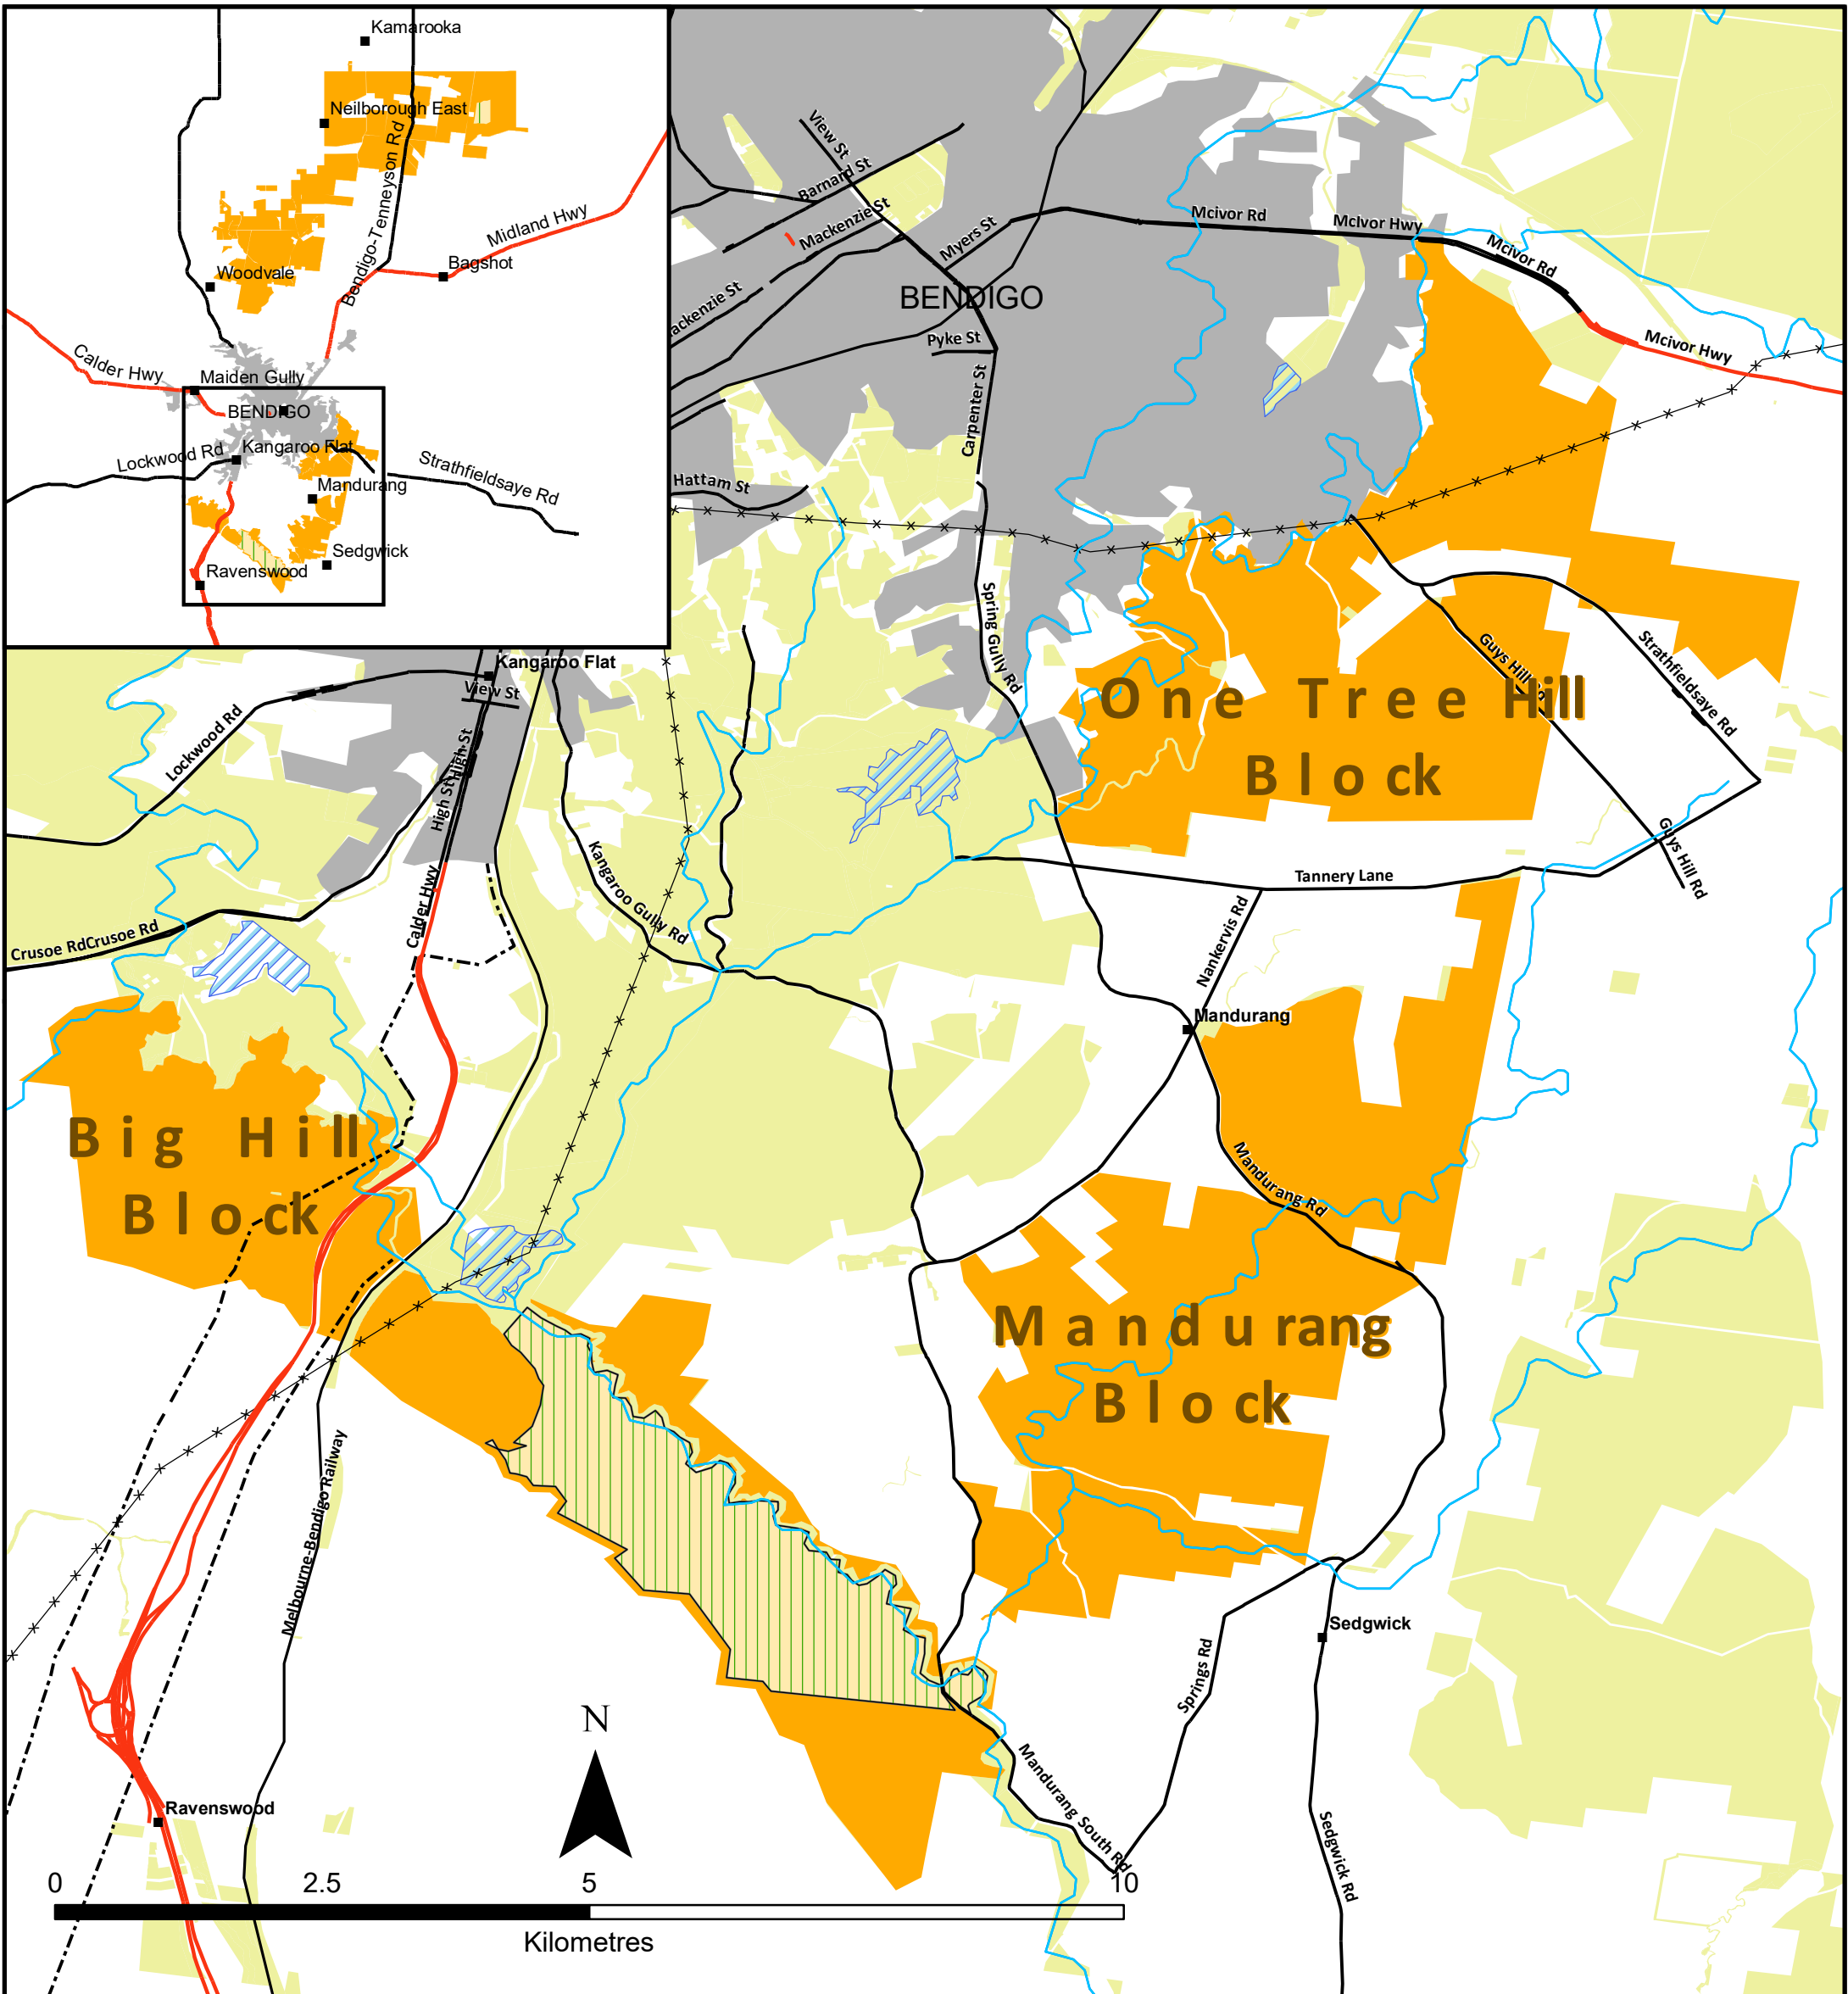 Kamarooka
Neilborough East
Bendigo-Tenneyson Rd
Midland Hwy
Bagshot
Woodvale
Calder Hwy
Maiden Gully
BENDIGO
Kangaroo Flat
Lockwood Rd
Strathfieldsaye Rd
Mandurang
Sedgwick
Ravenswood
View St
Barnard St
Mackenzie St
Myers St
Mcivor Rd
McIvor Hwy
Mcivor Rd
Mcivor Hwy
BENDIGO
ackenzie St
Pyke St
Carpenter St
Hattam St
Spring Gully Rd
Guys Hill
Strathfieldsaye Rd
One Tree Hill
Block
Kangaroo Flat
View St
Lockwood Rd
High St
High St
Guys Hill Rd
Kangaroo Gully Rd
Tannery Lane
Calder Hwy
Crusoe Rd
Crusoe Rd
Nankervis Rd
Mandurang
Big Hill
Block
Mandurang Rd
Mandurang
Block
Melbourne-Bendigo Railway
Sedgwick
Springs Rd
N
Mandurang South Rd
Ravenswood
Sedgwick Rd
0 2.5 5 10
Kilometres